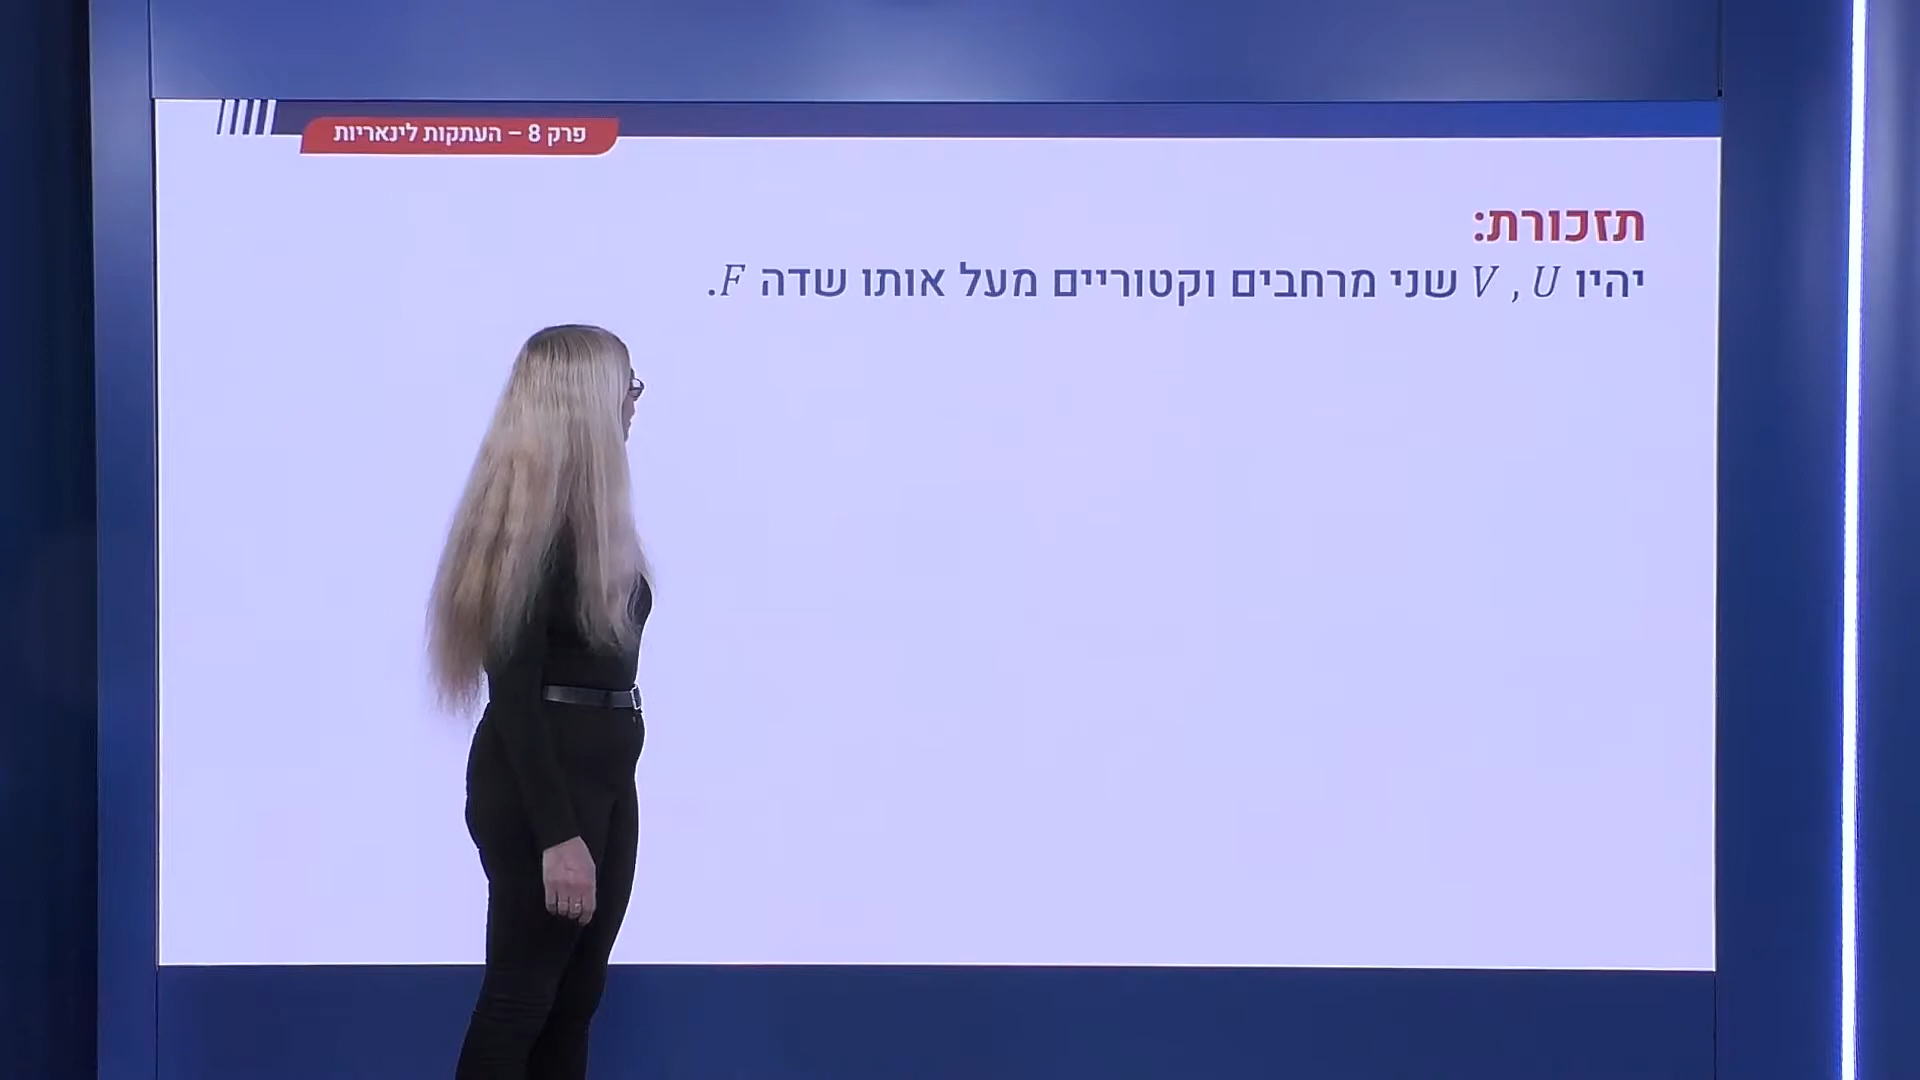 פרק 8 – העתקות לינאריות
תזכורת:
יהיו V , U שני מרחבים וקטוריים מעל אותו שדה F.